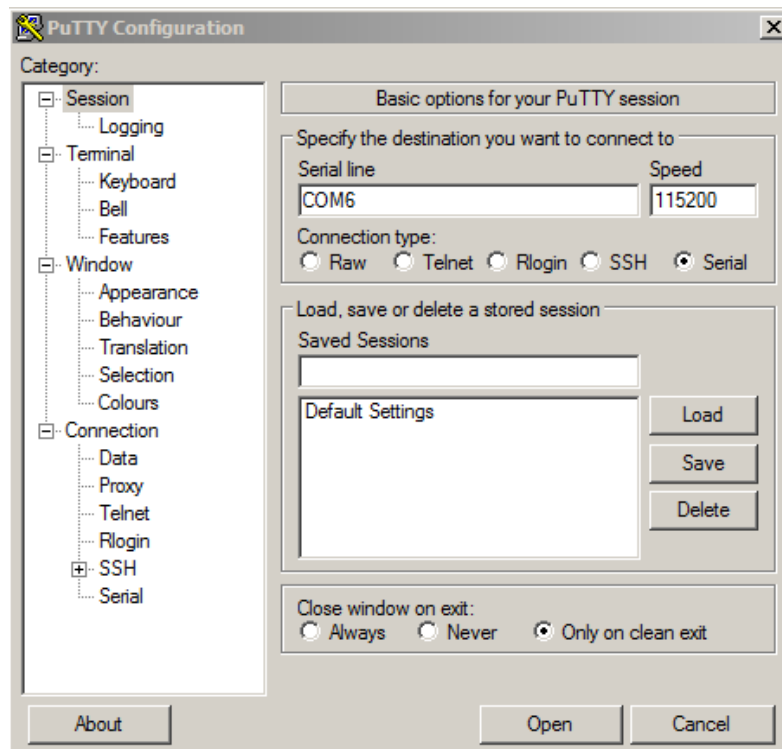 PuTTY Configuration
Category:
Session
Logging
Terminal
Keyboard
Bell
Features
Window
Appearance
Behaviour
Translation
Selection
Colours
Connection
Data
Proxy
Telnet
Rlogin
SSH
Serial
Basic options for your PuTTY session
Specify the destination you want to connect to
Serial line Speed
COM6 115200
Connection type:
Raw Telnet Rlogin SSH Serial
Load, save or delete a stored session
Saved Sessions
Default Settings
Load
Save
Delete
Close window on exit:
Always Never Only on clean exit
About Open Cancel